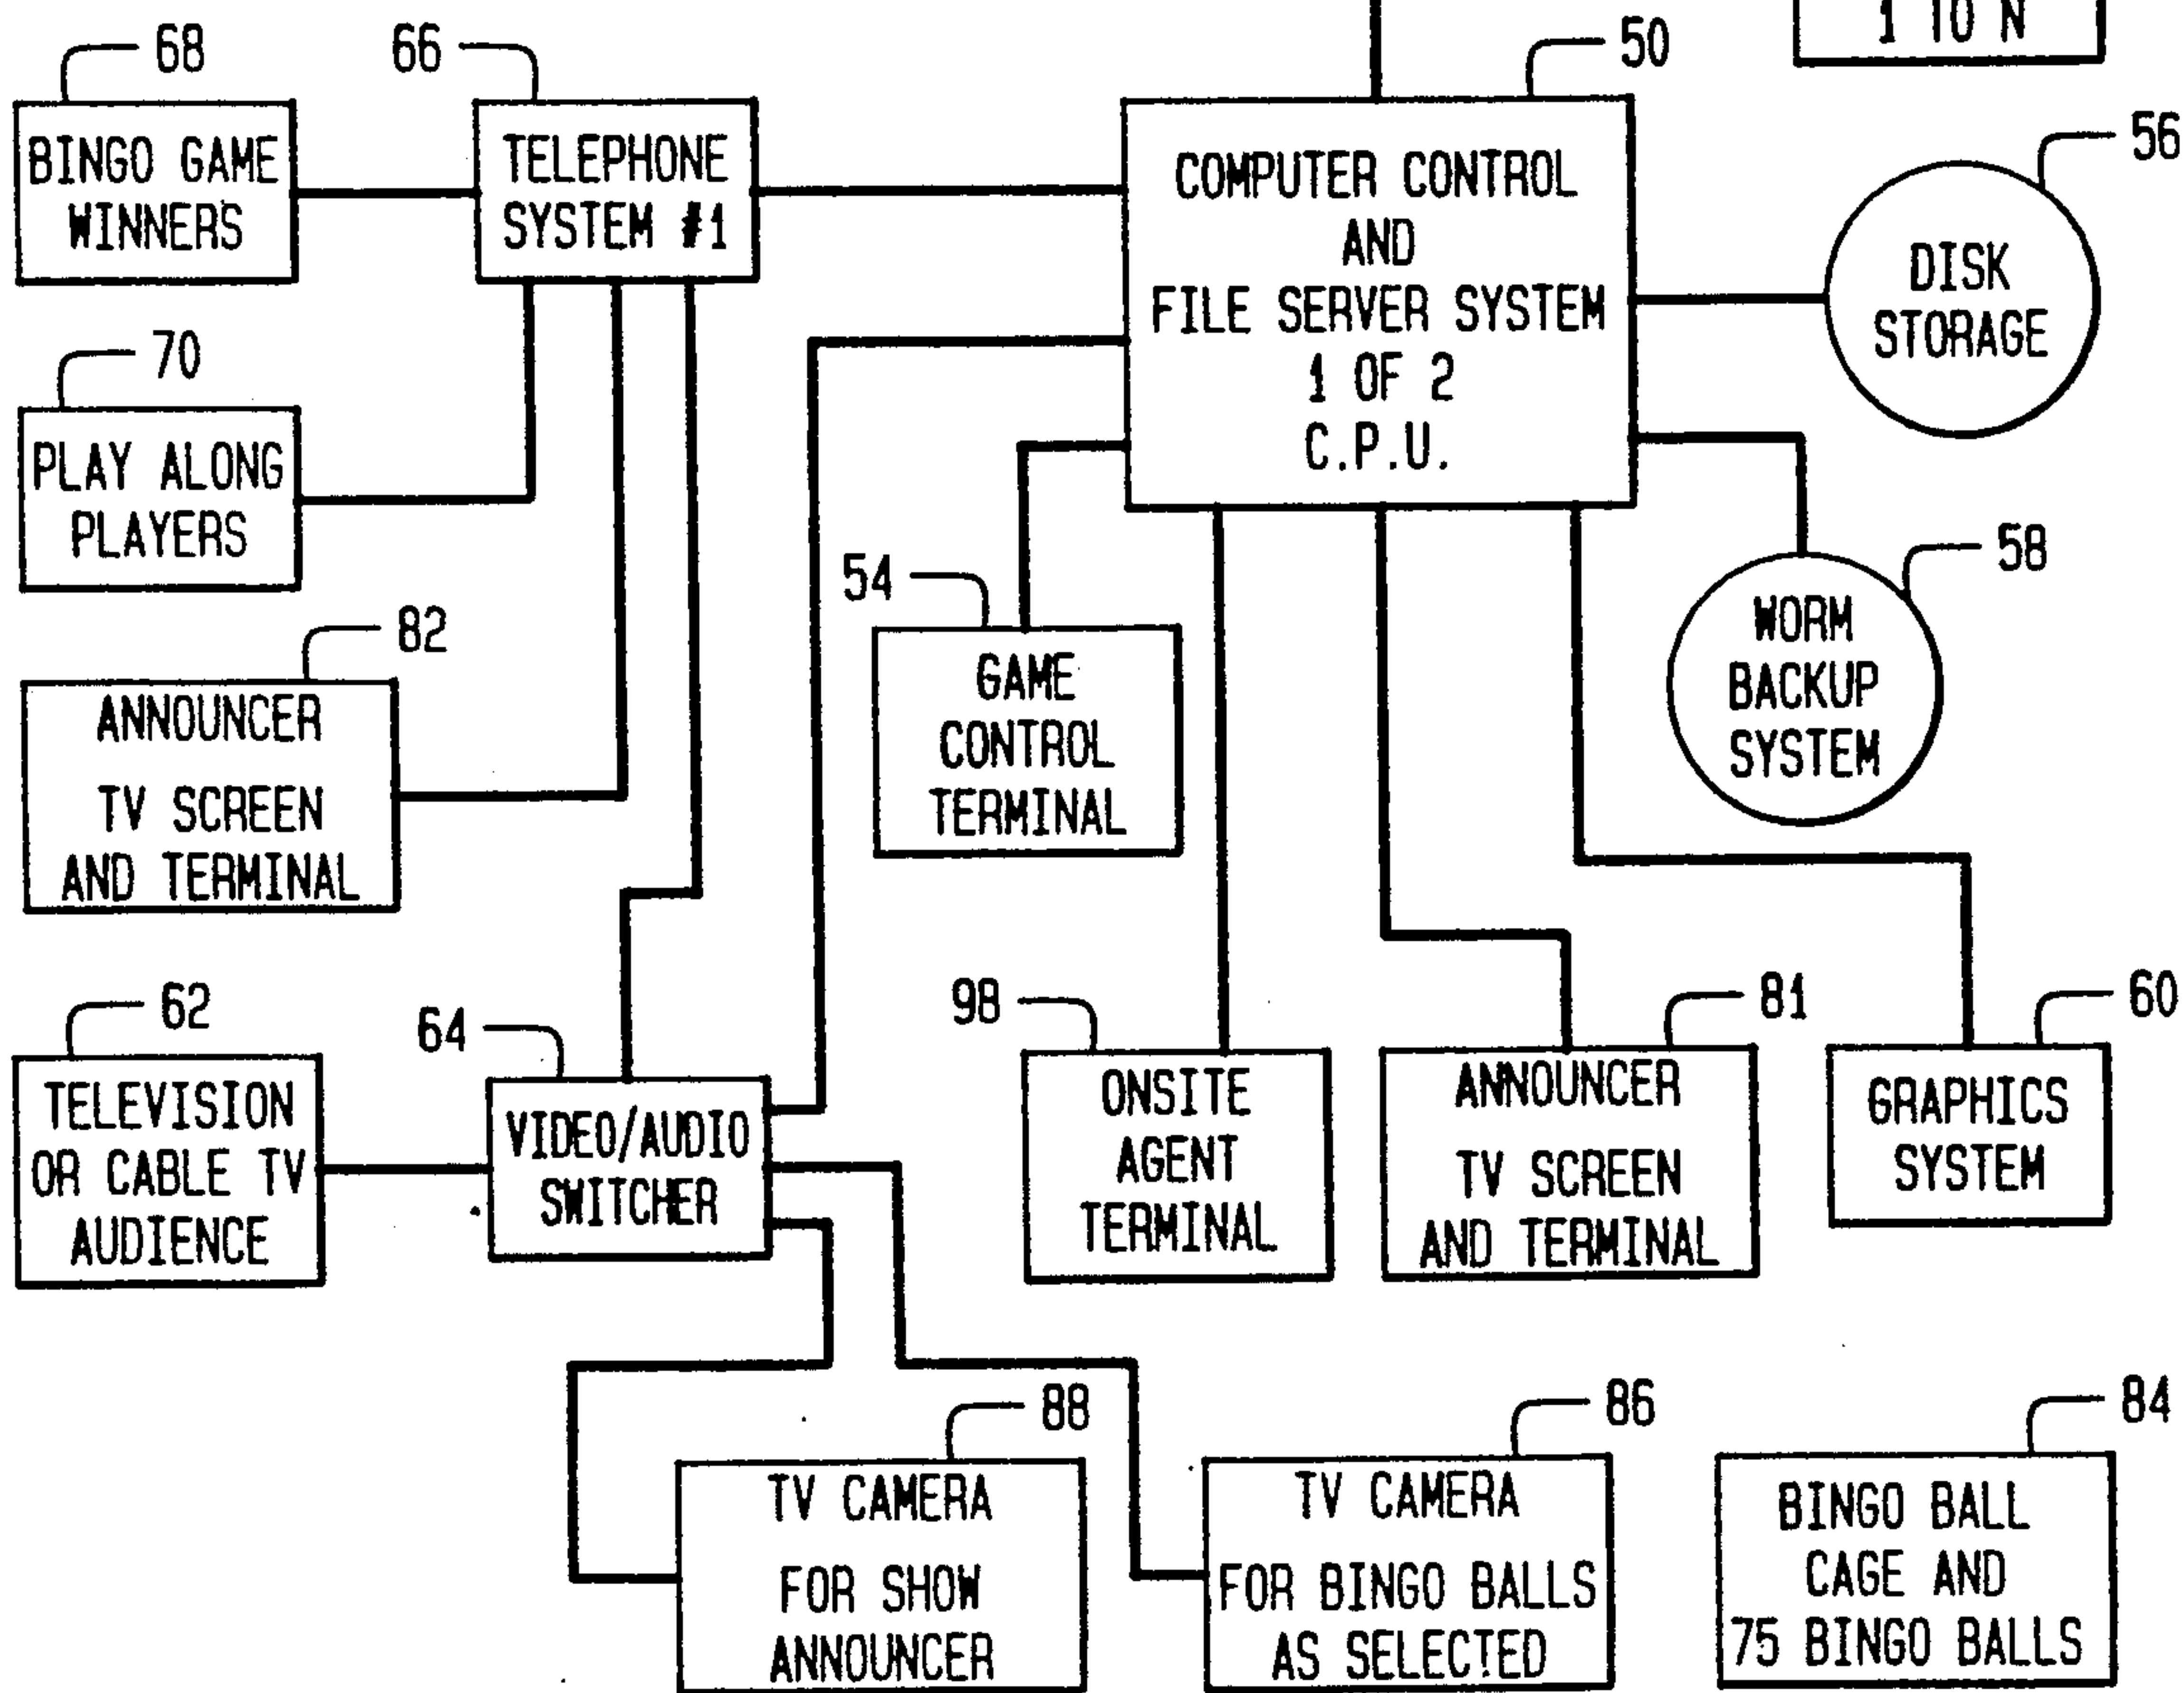 1 TO N
50
68
BINGO GAME
WINNERS
66
TELEPHONE
SYSTEM #1
COMPUTER CONTROL
AND
FILE SERVER SYSTEM
1 OF 2
C.P.U.
56
DISK
STORAGE
70
PLAY ALONG
PLAYERS
54
GAME
CONTROL
TERMINAL
58
WORM
BACKUP
SYSTEM
82
ANNOUNCER
TV SCREEN
AND TERMINAL
62
TELEVISION
OR CABLE TV
AUDIENCE
64
VIDEO/AUDIO
SWITCHER
98
ONSITE
AGENT
TERMINAL
81
ANNOUNCER
TV SCREEN
AND TERMINAL
60
GRAPHICS
SYSTEM
88
TV CAMERA
FOR SHOW
ANNOUNCER
86
TV CAMERA
FOR BINGO BALLS
AS SELECTED
84
BINGO BALL
CAGE AND
75 BINGO BALLS